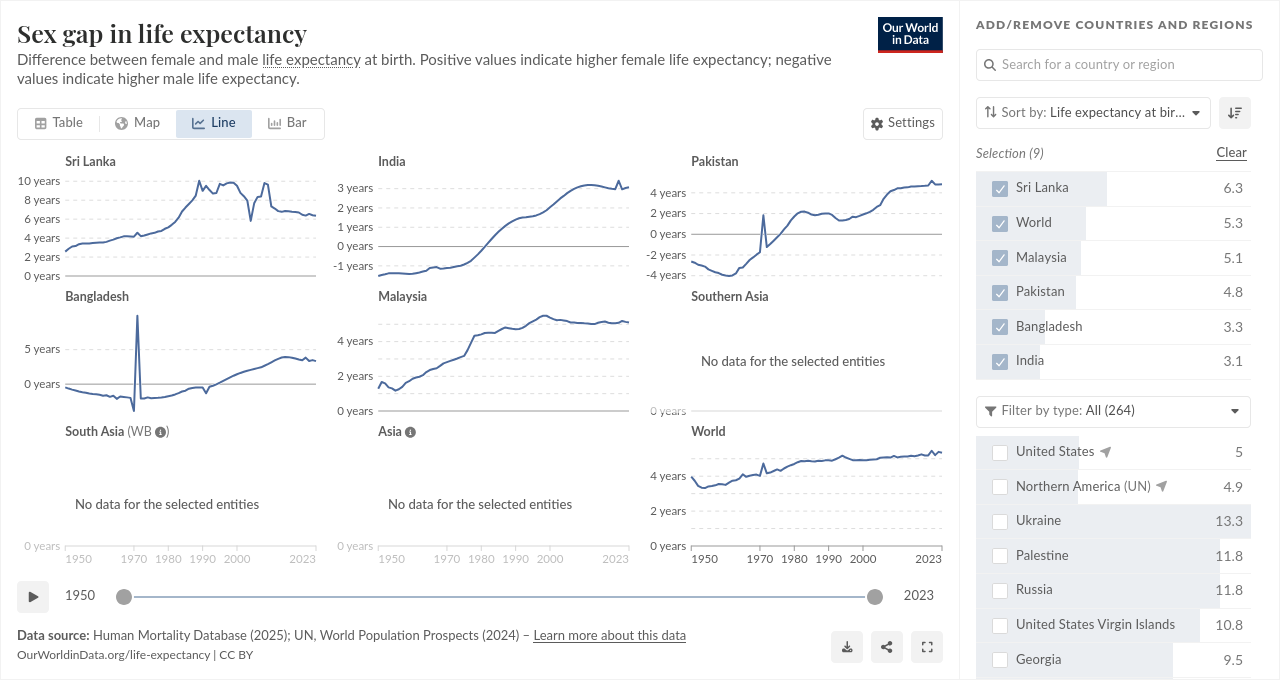 Sex gap in life expectancy
Difference between female and male life expectancy at birth. Positive values indicate higher female life expectancy; negative
values indicate higher male life expectancy.
Our World
in Data
Table
Map
Line
Bar
Settings
Sri Lanka
10 years
8 years
6 years
4 years
2 years
0 years
India
3 years
2 years
1 years
0 years
-1 years
Pakistan
4 years
2 years
0 years
-2 years
-4 years
Bangladesh
5 years
0 years
Malaysia
4 years
2 years
0 years
Southern Asia
No data for the selected entities
0 years
South Asia (WB)
No data for the selected entities
0 years
1950 1970 1980 1990 2000 2023
Asia
No data for the selected entities
0 years
1950 1970 1980 1990 2000 2023
World
4 years
2 years
0 years
1950 1970 1980 1990 2000 2023
1950
2023
Data source: Human Mortality Database (2025); UN, World Population Prospects (2024) – Learn more about this data
OurWorldinData.org/life-expectancy | CC BY
ADD/REMOVE COUNTRIES AND REGIONS
Search for a country or region
Sort by: Life expectancy at bir...
Selection (9)
Clear
Sri Lanka 6.3
World 5.3
Malaysia 5.1
Pakistan 4.8
Bangladesh 3.3
India 3.1
Filter by type: All (264)
United States 5
Northern America (UN) 4.9
Ukraine 13.3
Palestine 11.8
Russia 11.8
United States Virgin Islands 10.8
Georgia 9.5